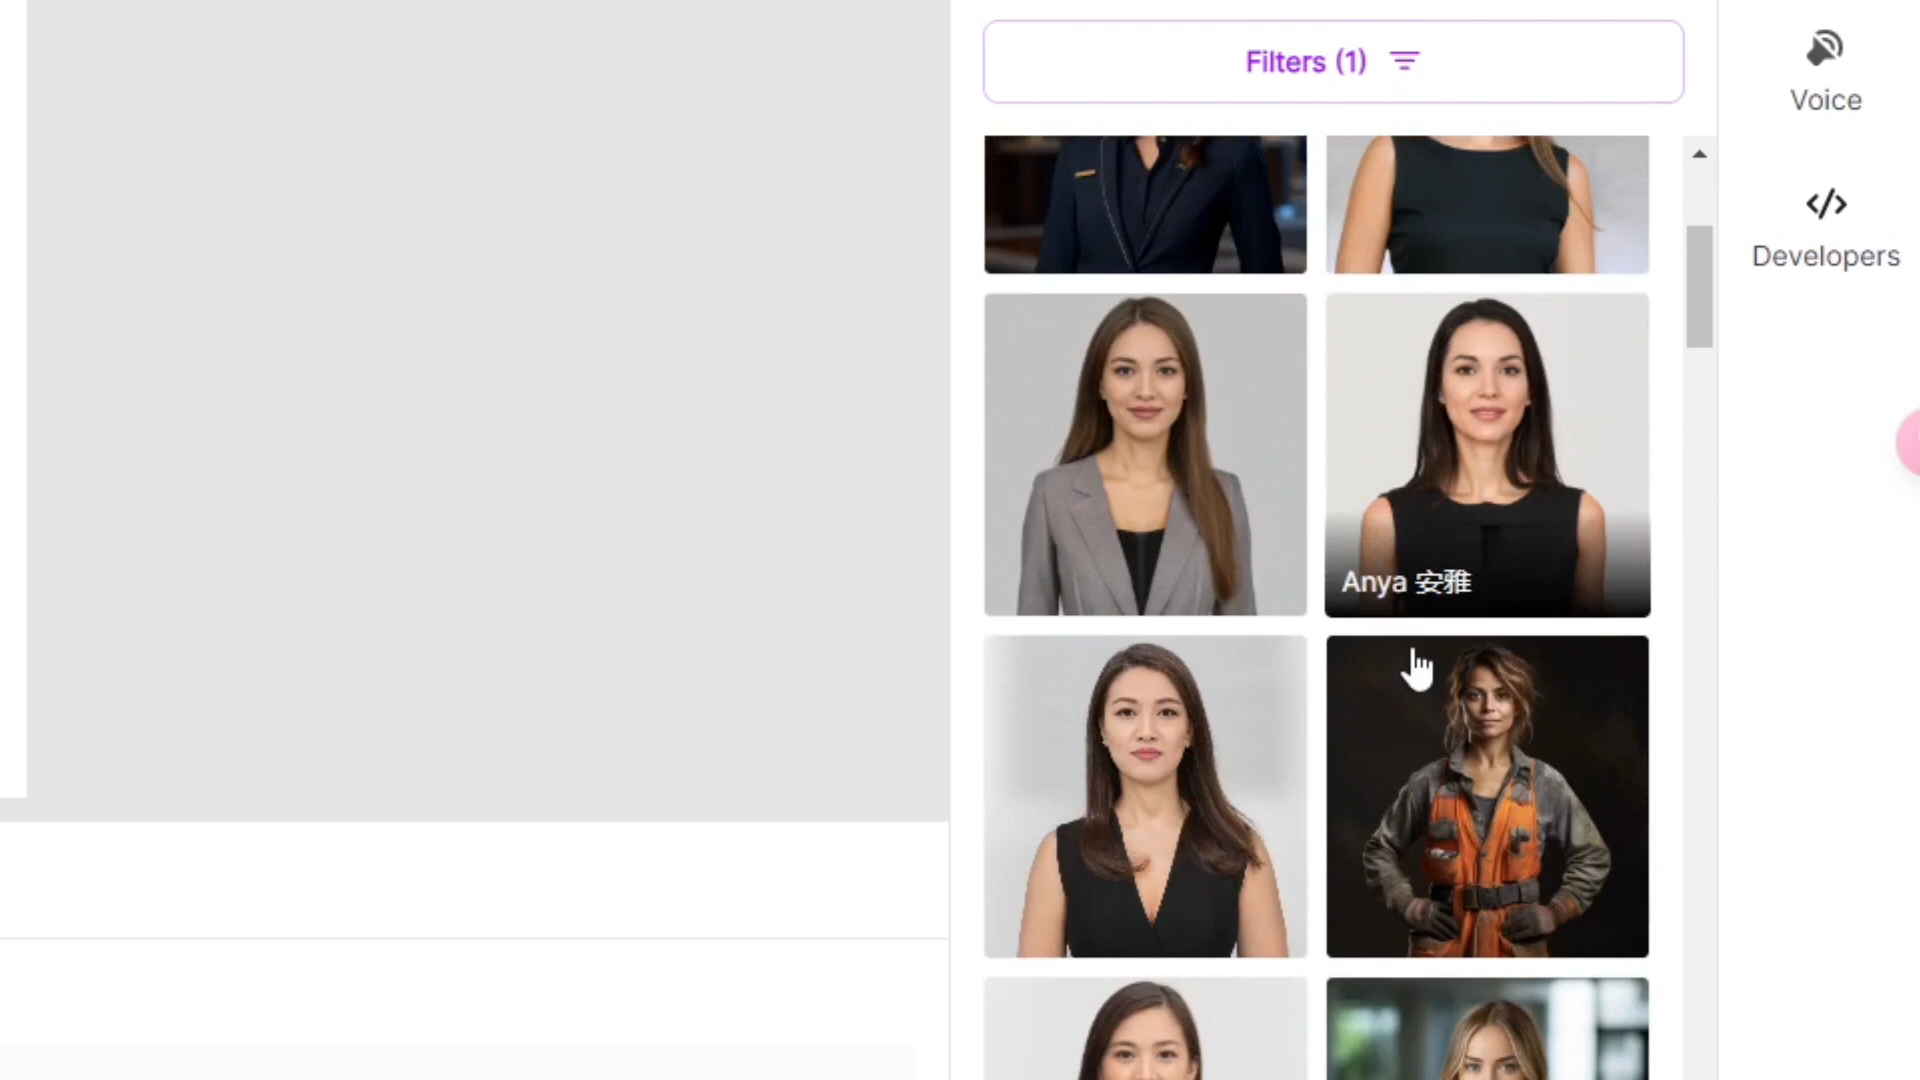 Filters (1)
Voice
Developers
Anya 安雅